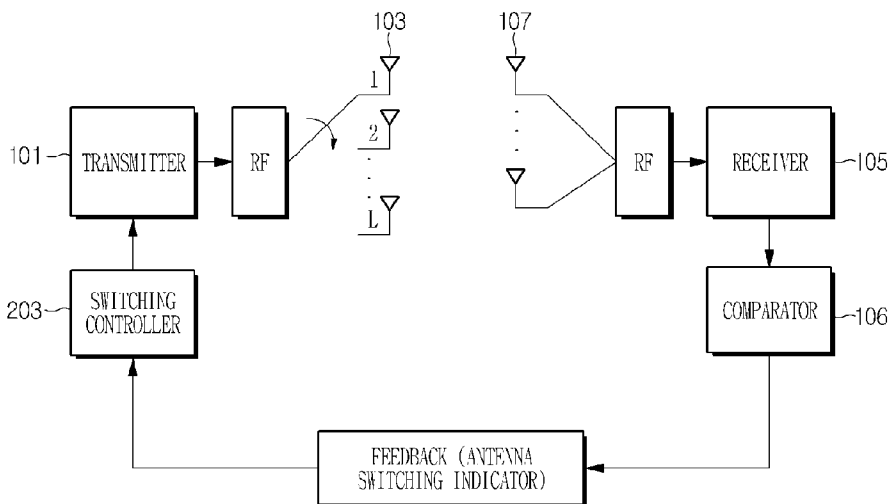 103
107
1
2
L
101
TRANSMITTER
RF
RF
RECEIVER
105
203
SWITCHING
CONTROLLER
COMPARATOR
106
FEEDBACK (ANTENNA
SWITCHING INDICATOR)